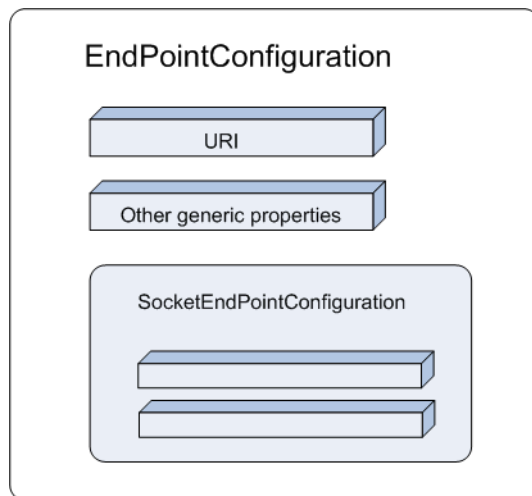 EndPointConfiguration
URI
Other generic properties
SocketEndPointConfiguration